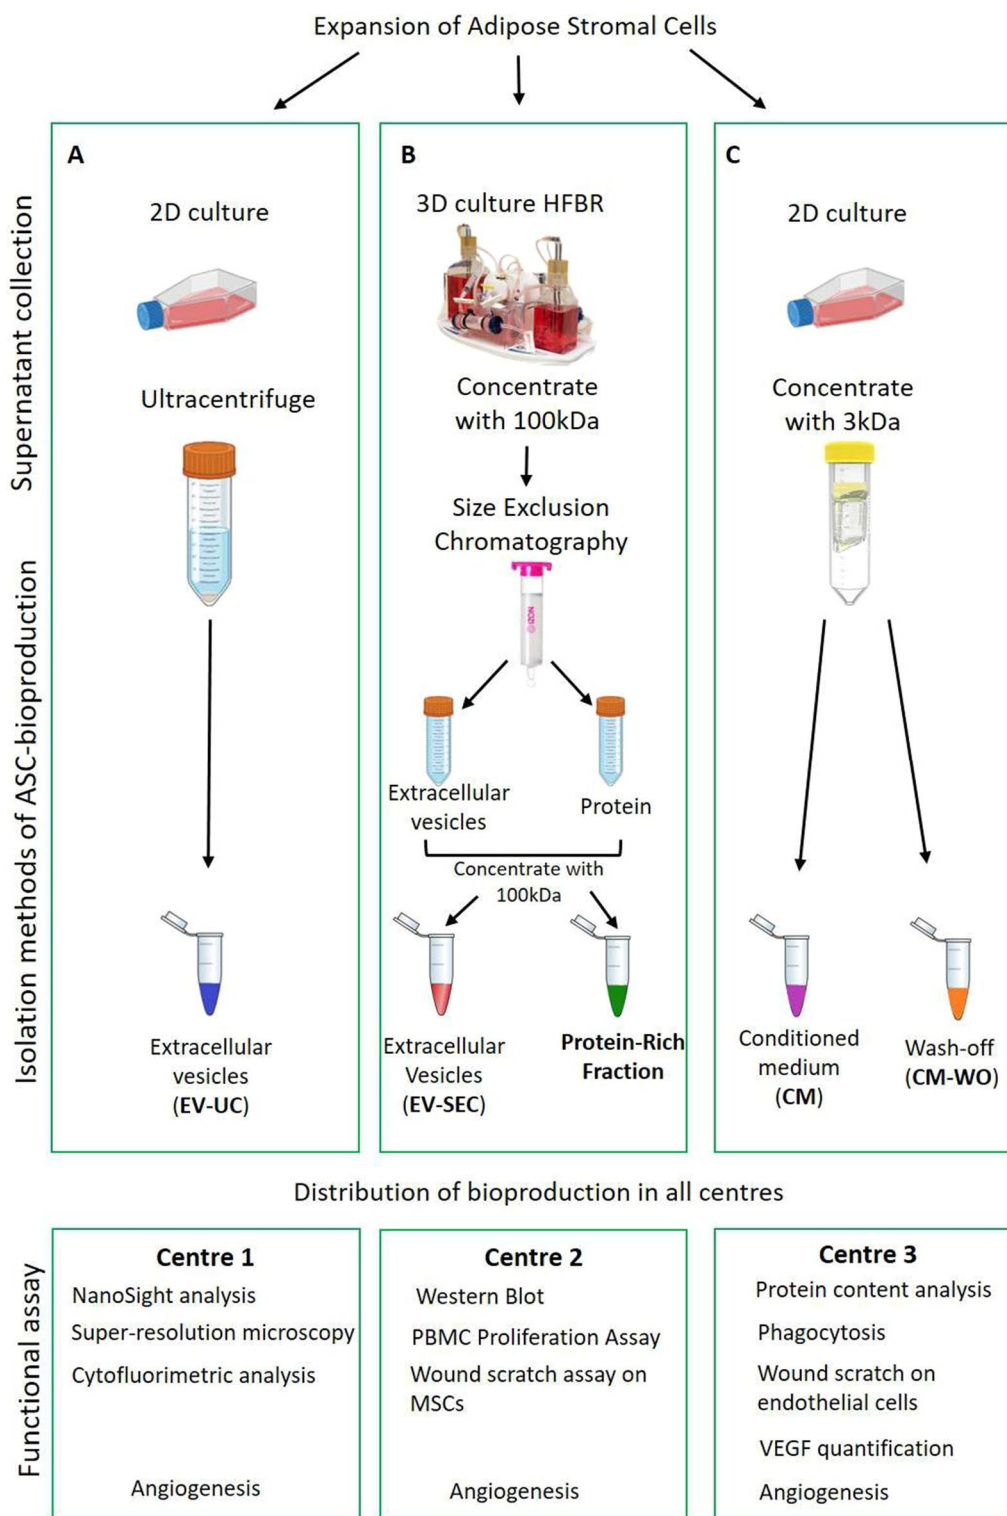 Expansion of Adipose Stromal Cells
Supernatant collection
Isolation methods of ASC-bioproduction
A
2D culture
Ultracentrifuge
Extracellular
vesicles
(EV-UC)
B
3D culture HFBR
Concentrate
with 100kDa
Size Exclusion
Chromatography
IZON
Extracellular
vesicles
Protein
Concentrate with
100kDa
Extracellular
Vesicles
(EV-SEC)
Protein-Rich
Fraction
C
2D culture
Concentrate
with 3kDa
Conditioned
medium
(CM)
Wash-off
(CM-WO)
Distribution of bioproduction in all centres
Functional assay
Centre 1
NanoSight analysis
Super-resolution microscopy
Cytofluorimetric analysis
Angiogenesis
Centre 2
Western Blot
PBMC Proliferation Assay
Wound scratch assay on
MSCs
Angiogenesis
Centre 3
Protein content analysis
Phagocytosis
Wound scratch on
endothelial cells
VEGF quantification
Angiogenesis